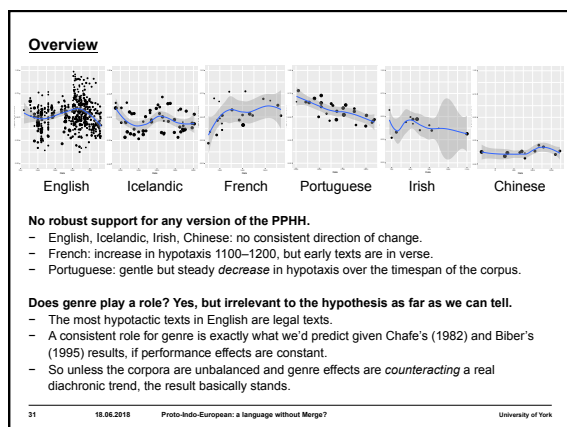 Overview
English Icelandic French Portuguese Irish Chinese
No robust support for any version of the PPHH.
− English, Icelandic, Irish, Chinese: no consistent direction of change.
− French: increase in hypotaxis 1100–1200, but early texts are in verse.
− Portuguese: gentle but steady decrease in hypotaxis over the timespan of the corpus.
Does genre play a role? Yes, but irrelevant to the hypothesis as far as we can tell.
− The most hypotactic texts in English are legal texts.
− A consistent role for genre is exactly what we’d predict given Chafe’s (1982) and Biber’s
(1995) results, if performance effects are constant.
− So unless the corpora are unbalanced and genre effects are counteracting a real
diachronic trend, the result basically stands.
31 18.06.2018 Proto-Indo-European: a language without Merge? University of York